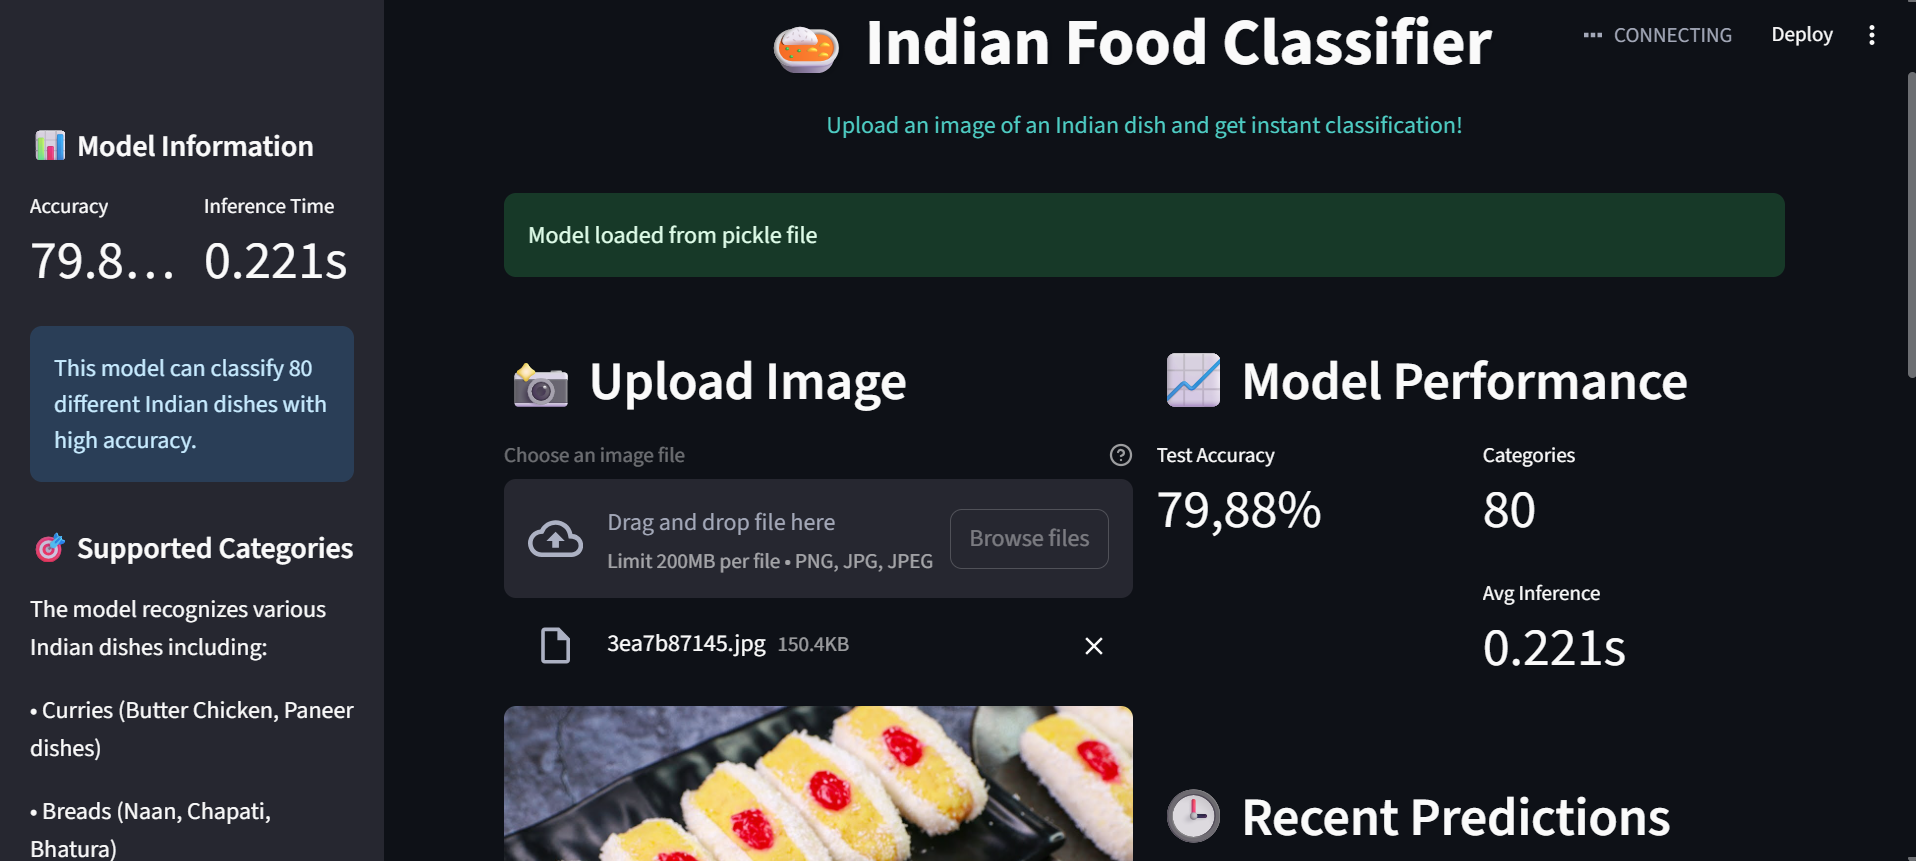 Indian Food Classifier
CONNECTING
Deploy
Upload an image of an Indian dish and get instant classification!
Model Information
Accuracy
Inference Time
79.8...
0.221s
This model can classify 80
different Indian dishes with
high accuracy.
Supported Categories
The model recognizes various
Indian dishes including:
• Curries (Butter Chicken, Paneer
dishes)
• Breads (Naan, Chapati,
Bhatura)
Model loaded from pickle file
Upload Image
Choose an image file
Drag and drop file here
Limit 200MB per file • PNG, JPG, JPEG
Browse files
3ea7b87145.jpg 150.4KB
Model Performance
Test Accuracy
79,88%
Categories
80
Avg Inference
0.221s
Recent Predictions